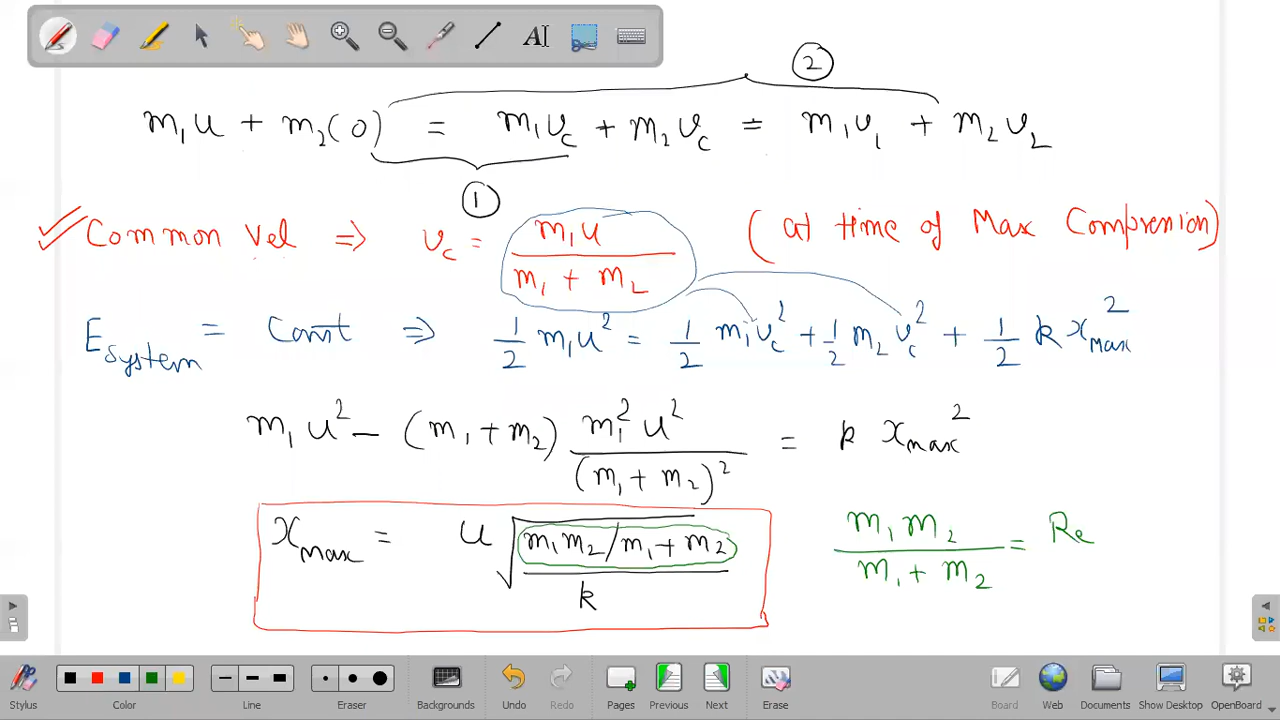 ②
m₁u + m₂(0) = m₁v_c + m₂v_c = m₁v₁ + m₂v₂
①
Common Vel ⇒ v_c = m₁u / (m₁ + m₂) (at time of Max Compression)
E_system = Const ⇒ 1/2 m₁u² = 1/2 m₁v_c² + 1/2 m₂v_c² + 1/2 k x_max²
m₁u² − (m₁+m₂) m₁²u² / (m₁+m₂)² = k x_max²
x_max = u √((m₁m₂/m₁+m₂) / k)
m₁m₂ / (m₁ + m₂) = Re
Stylus Color Line Eraser Backgrounds Undo Redo Pages Previous Next Erase Board Web Documents Show Desktop OpenBoard